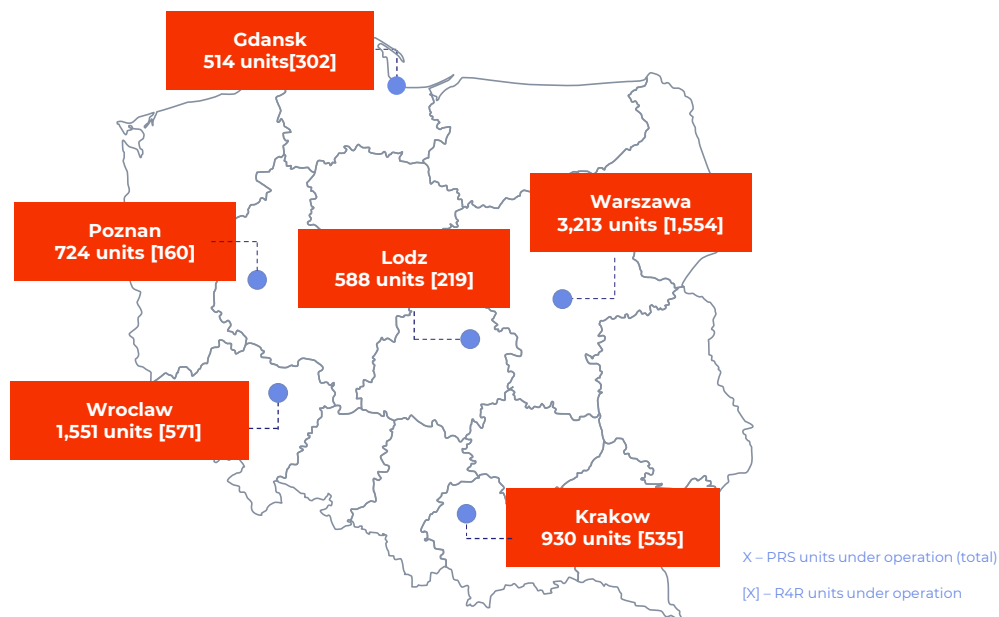 Gdansk
514 units[302]
Warszawa
3,213 units [1,554]
Poznan
724 units [160]
Lodz
588 units [219]
Wroclaw
1,551 units [571]
Krakow
930 units [535]
X – PRS units under operation (total)
[X] – R4R units under operation